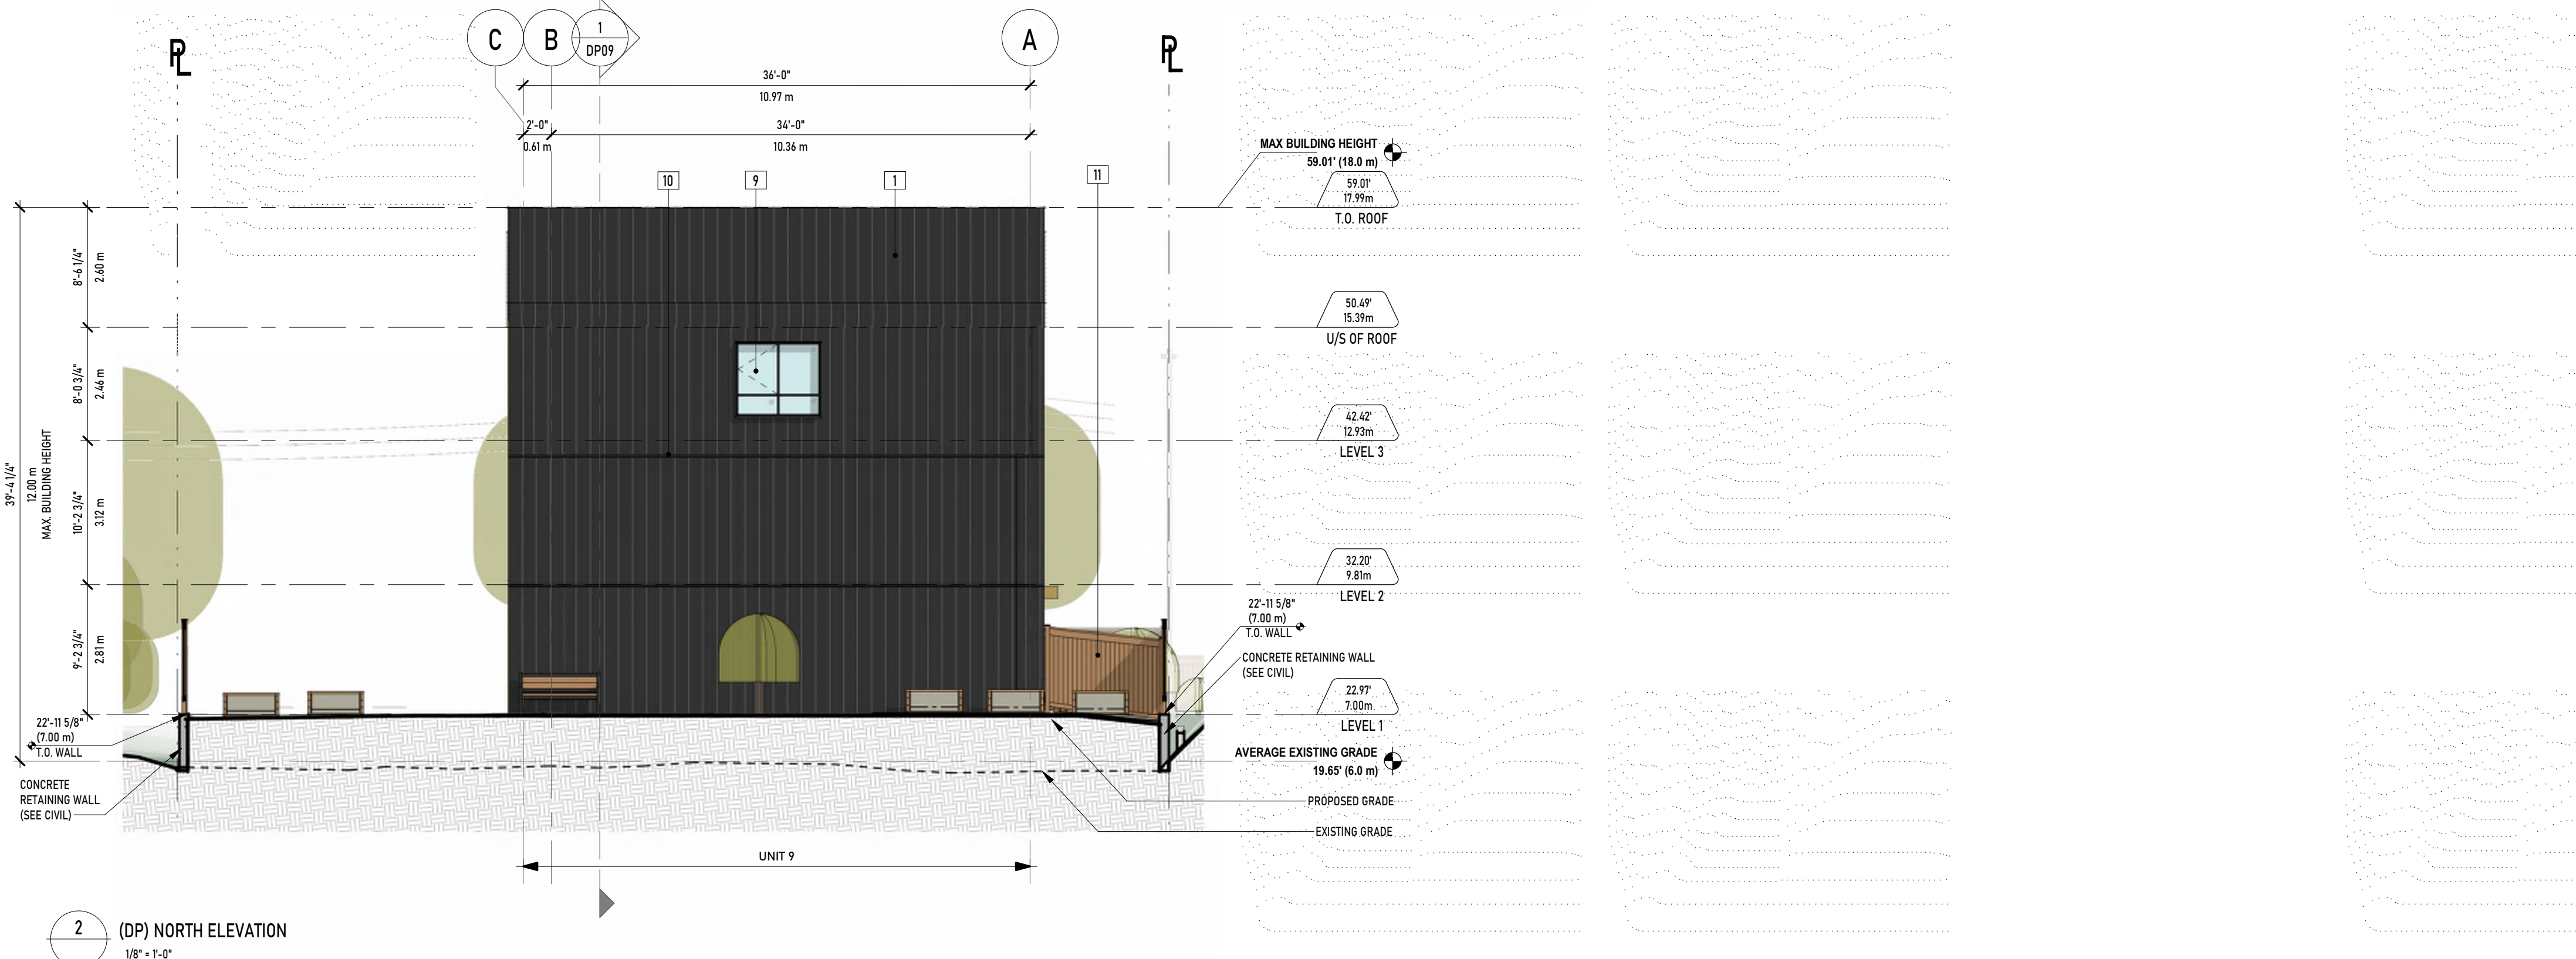 PL
C
B
1
DP09
A
PL
36'-0"
10.97 m
2'-0"
34'-0"
0.61 m
10.36 m
10
9
1
11
MAX BUILDING HEIGHT
59.01' (18.0 m)
59.01'
17.99m
T.O. ROOF
50.49'
15.39m
U/S OF ROOF
42.42'
12.93m
LEVEL 3
32.20'
9.81m
LEVEL 2
22'-11 5/8"
(7.00 m)
T.O. WALL
CONCRETE RETAINING WALL
(SEE CIVIL)
22.97'
7.00m
LEVEL 1
AVERAGE EXISTING GRADE
19.65' (6.0 m)
PROPOSED GRADE
EXISTING GRADE
39'-4 1/4"
12.00 m
MAX. BUILDING HEIGHT
8'-6 1/4"
2.60 m
8'-0 3/4"
2.46 m
10'-2 3/4"
3.12 m
9'-2 3/4"
2.81 m
22'-11 5/8"
(7.00 m)
T.O. WALL
CONCRETE
RETAINING WALL
(SEE CIVIL)
UNIT 9
2
(DP) NORTH ELEVATION
1/8" = 1'-0"